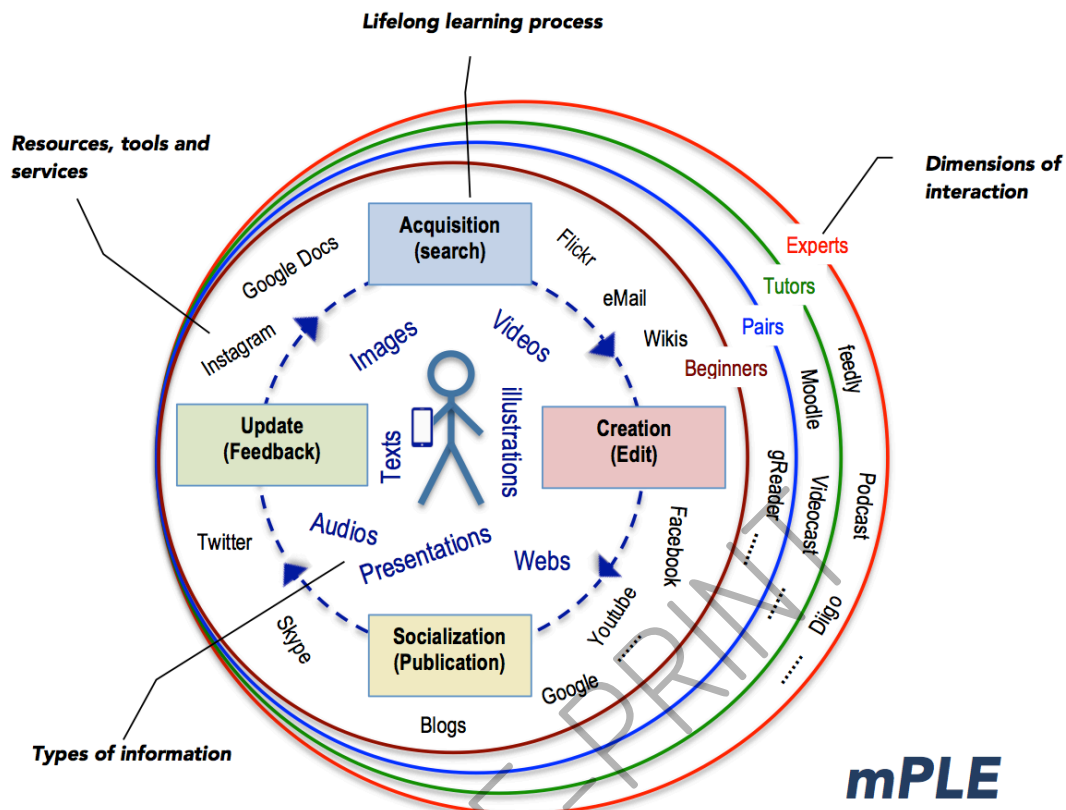 Lifelong learning process
Resources, tools and
services
Dimensions of
interaction
Acquisition
(search)
Google Docs
Flickr
Experts
Tutors
eMail
Instagram
Images
Videos
Wikis
Pairs
Beginners
feedly
Moodle
Update
(Feedback)
Texts
illustrations
Creation
(Edit)
gReader
.......
Videocast
.......
Podcast
Diigo
......
Twitter
Audios
Presentations
Webs
Facebook
Youtube
.......
Skype
Socialization
(Publication)
Google
Blogs
Types of information
mPLE
PRINT